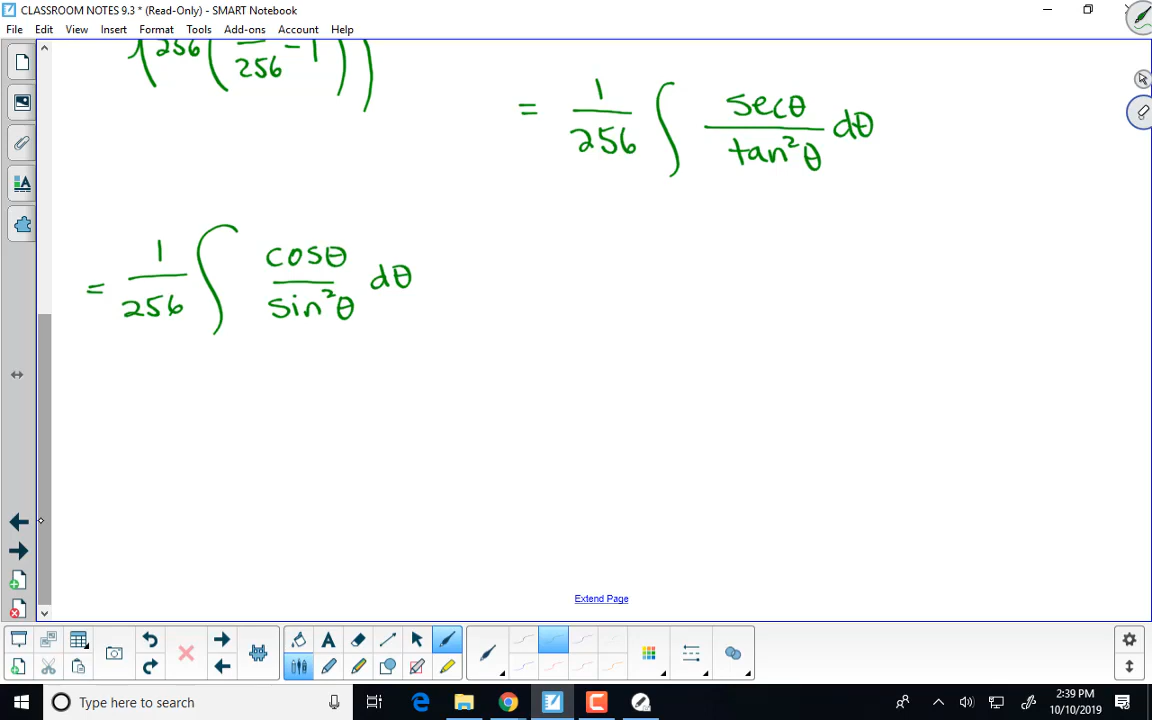 CLASSROOM NOTES 9.3 * (Read-Only) - SMART Notebook
File Edit View Insert Format Tools Add-ons Account Help
256 ( 256 - 1 ) )
= 1/256 ∫ secθ/tan²θ dθ
= 1/256 ∫ cosθ/sin²θ dθ
Extend Page
Type here to search
2:39 PM
10/10/2019